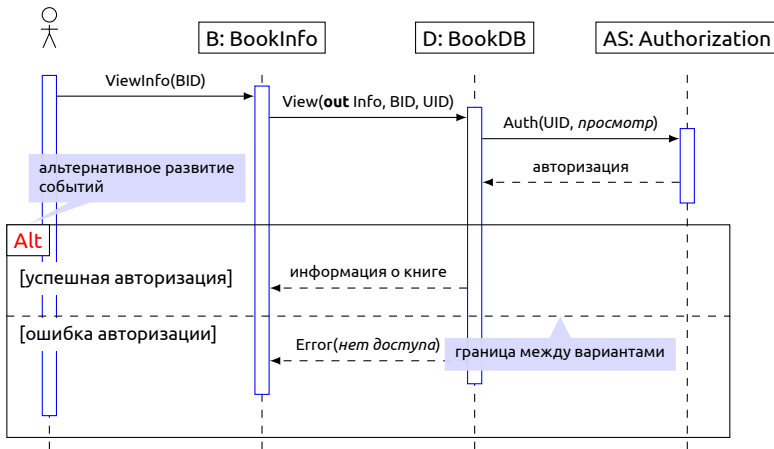 B: BookInfo
D: BookDB
AS: Authorization
ViewInfo(BID)
View(out Info, BID, UID)
Auth(UID, просмотр)
авторизация
альтернативное развитие
событий
Alt
[успешная авторизация]
информация о книге
[ошибка авторизации]
Error(нет доступа)
граница между вариантами